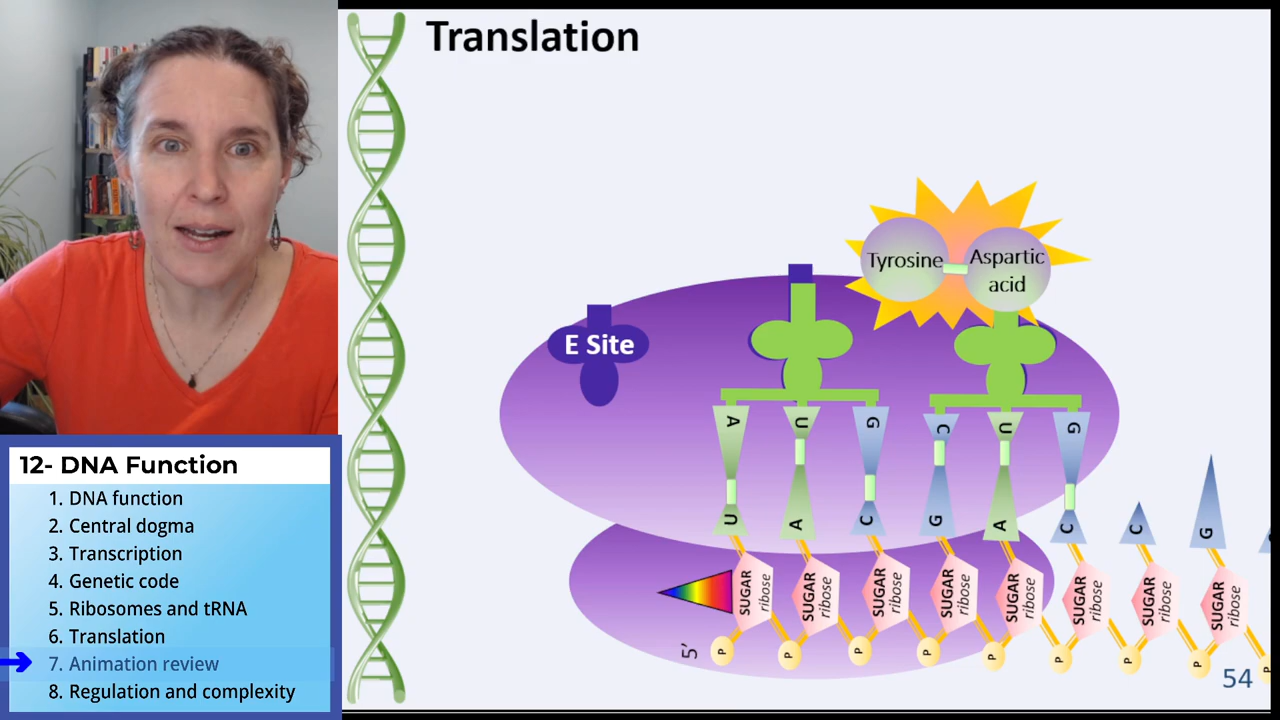 Translation
Tyrosine
Aspartic
acid
E Site
A U G C U G
U A C G A C C G
SUGAR ribose SUGAR ribose SUGAR ribose SUGAR ribose SUGAR ribose SUGAR ribose SUGAR ribose SUGAR ribose
5' P P P P P P P P P
54
12- DNA Function
1. DNA function
2. Central dogma
3. Transcription
4. Genetic code
5. Ribosomes and tRNA
6. Translation
7. Animation review
8. Regulation and complexity